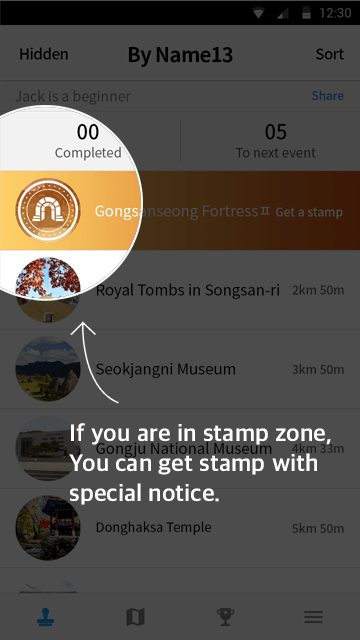 12:30
Hidden By Name13 Sort
Jack is a beginner Share
00 05
Completed To next event
Gongsanseong Fortress II Get a stamp
Royal Tombs in Songsan-ri 2km 50m
Seokjangni Museum 3km 50m
If you are in stamp zone,
Gongju National Museum 4km 33m
You can get stamp with
special notice.
Donghaksa Temple 5km 50m